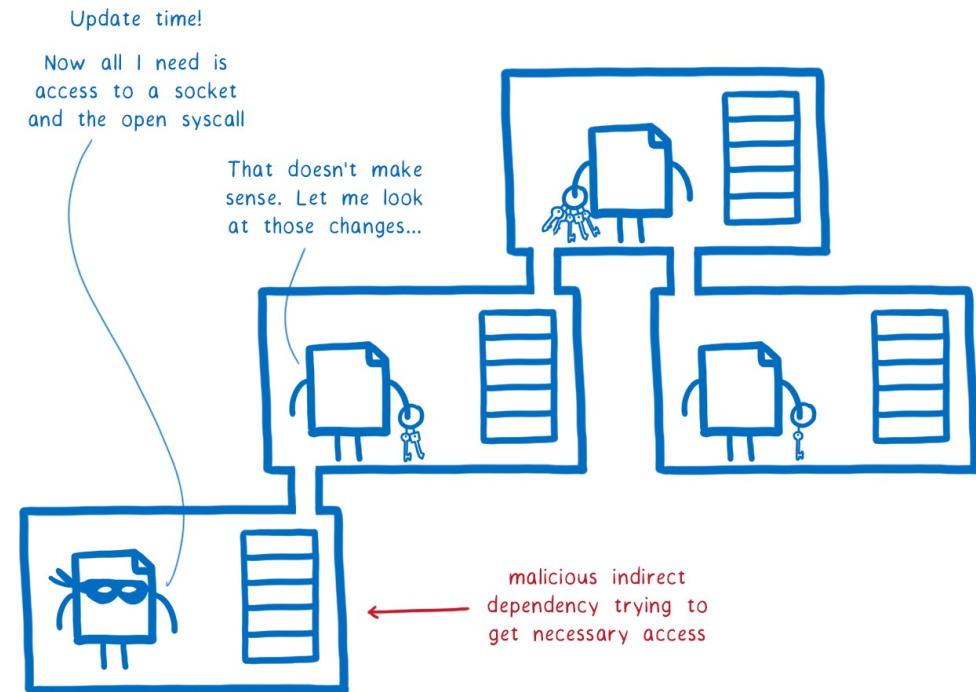 Update time!
Now all I need is
access to a socket
and the open syscall
That doesn't make
sense. Let me look
at those changes...
malicious indirect
dependency trying to
get necessary access